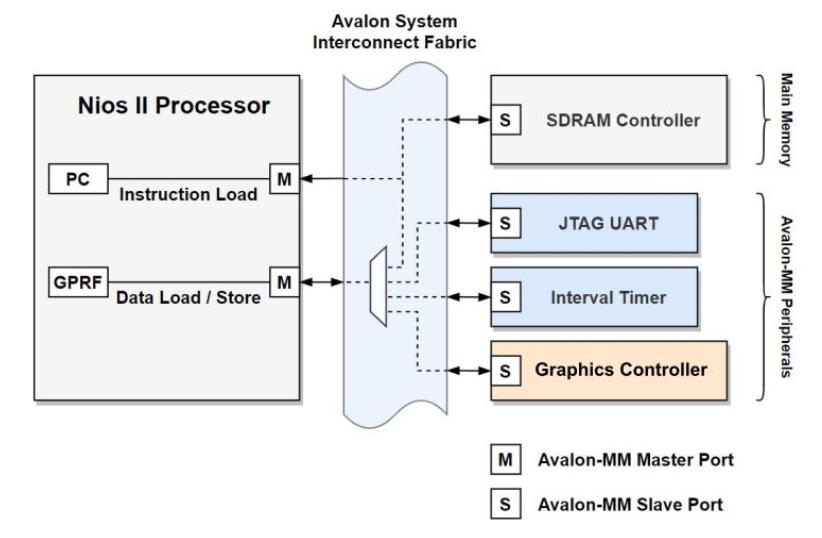 Avalon System
Interconnect Fabric
Nios II Processor
PC
Instruction Load
M
GPRF
Data Load / Store
M
S
SDRAM Controller
Main Memory
S
JTAG UART
S
Interval Timer
S
Graphics Controller
Avalon-MM Peripherals
M
Avalon-MM Master Port
S
Avalon-MM Slave Port